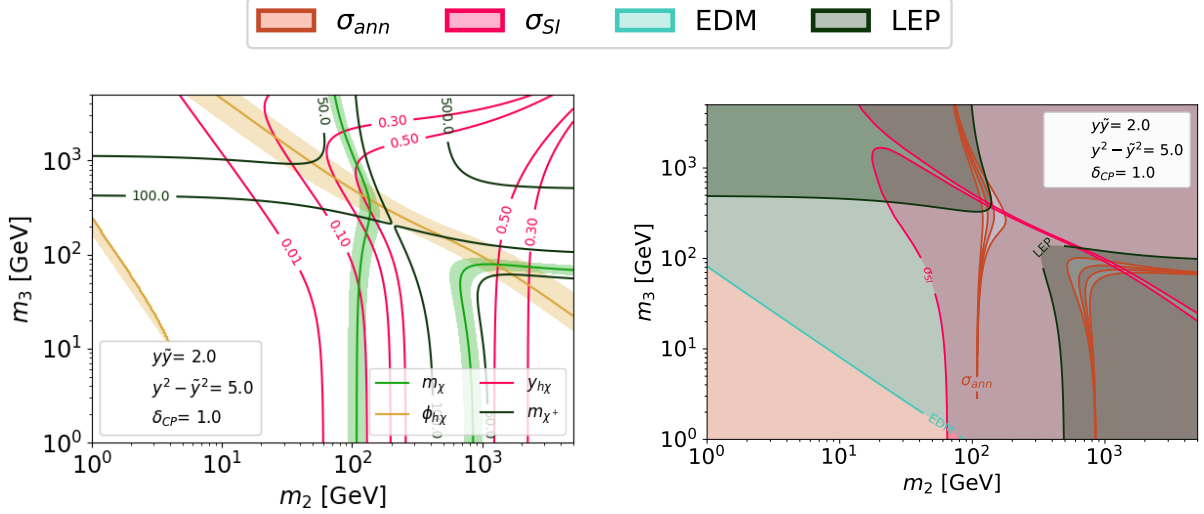 σ_ann σ_SI EDM LEP
50.0
0.30
500.0
0.50
100.0
0.01
0.10
0.50
0.30
10^3
10^2
10^1
10^0
m_3 [GeV]
yỹ= 2.0
y^2 − ỹ^2= 5.0
δ_CP= 1.0
m_χ y_hχ
ϕ_hχ m_χ^+
10^0 10^1 10^2 10^3
m_2 [GeV]
yỹ= 2.0
y^2 − ỹ^2= 5.0
δ_CP= 1.0
LEP
σ_SI
σ_ann
EDM
10^3
10^2
10^1
10^0
m_3 [GeV]
10^0 10^1 10^2 10^3
m_2 [GeV]